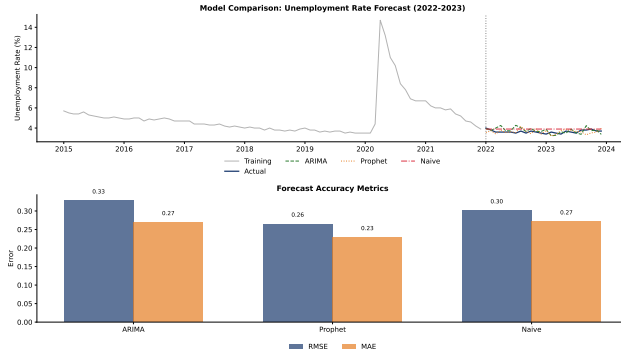 Model Comparison: Unemployment Rate Forecast (2022-2023)
Unemployment Rate (%)
14
12
10
8
6
4
2015 2016 2017 2018 2019 2020 2021 2022 2023 2024
Training ARIMA Prophet Naive
Actual
Forecast Accuracy Metrics
Error
0.30
0.25
0.20
0.15
0.10
0.05
0.00
0.33 0.27 0.26 0.23 0.30 0.27
ARIMA Prophet Naive
RMSE MAE